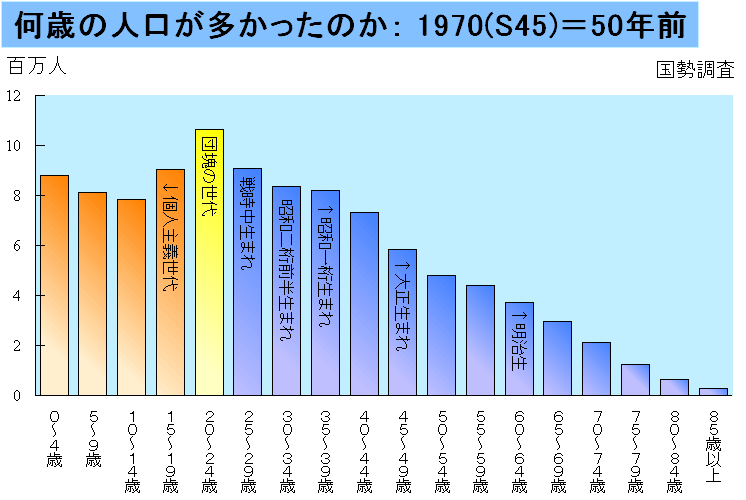 何歳の人口が多かったのか： 1970(S45)＝50年前
百万人
国勢調査
12
10
8
6
4
2
0
↓個人主義世代
団塊の世代
戦時中生まれ
昭和二桁前半生まれ
↑昭和一桁生まれ
↑大正生まれ
↑明治生
0～4歳
5～9歳
10～14歳
15～19歳
20～24歳
25～29歳
30～34歳
35～39歳
40～44歳
45～49歳
50～54歳
55～59歳
60～64歳
65～69歳
70～74歳
75～79歳
80～84歳
85歳以上